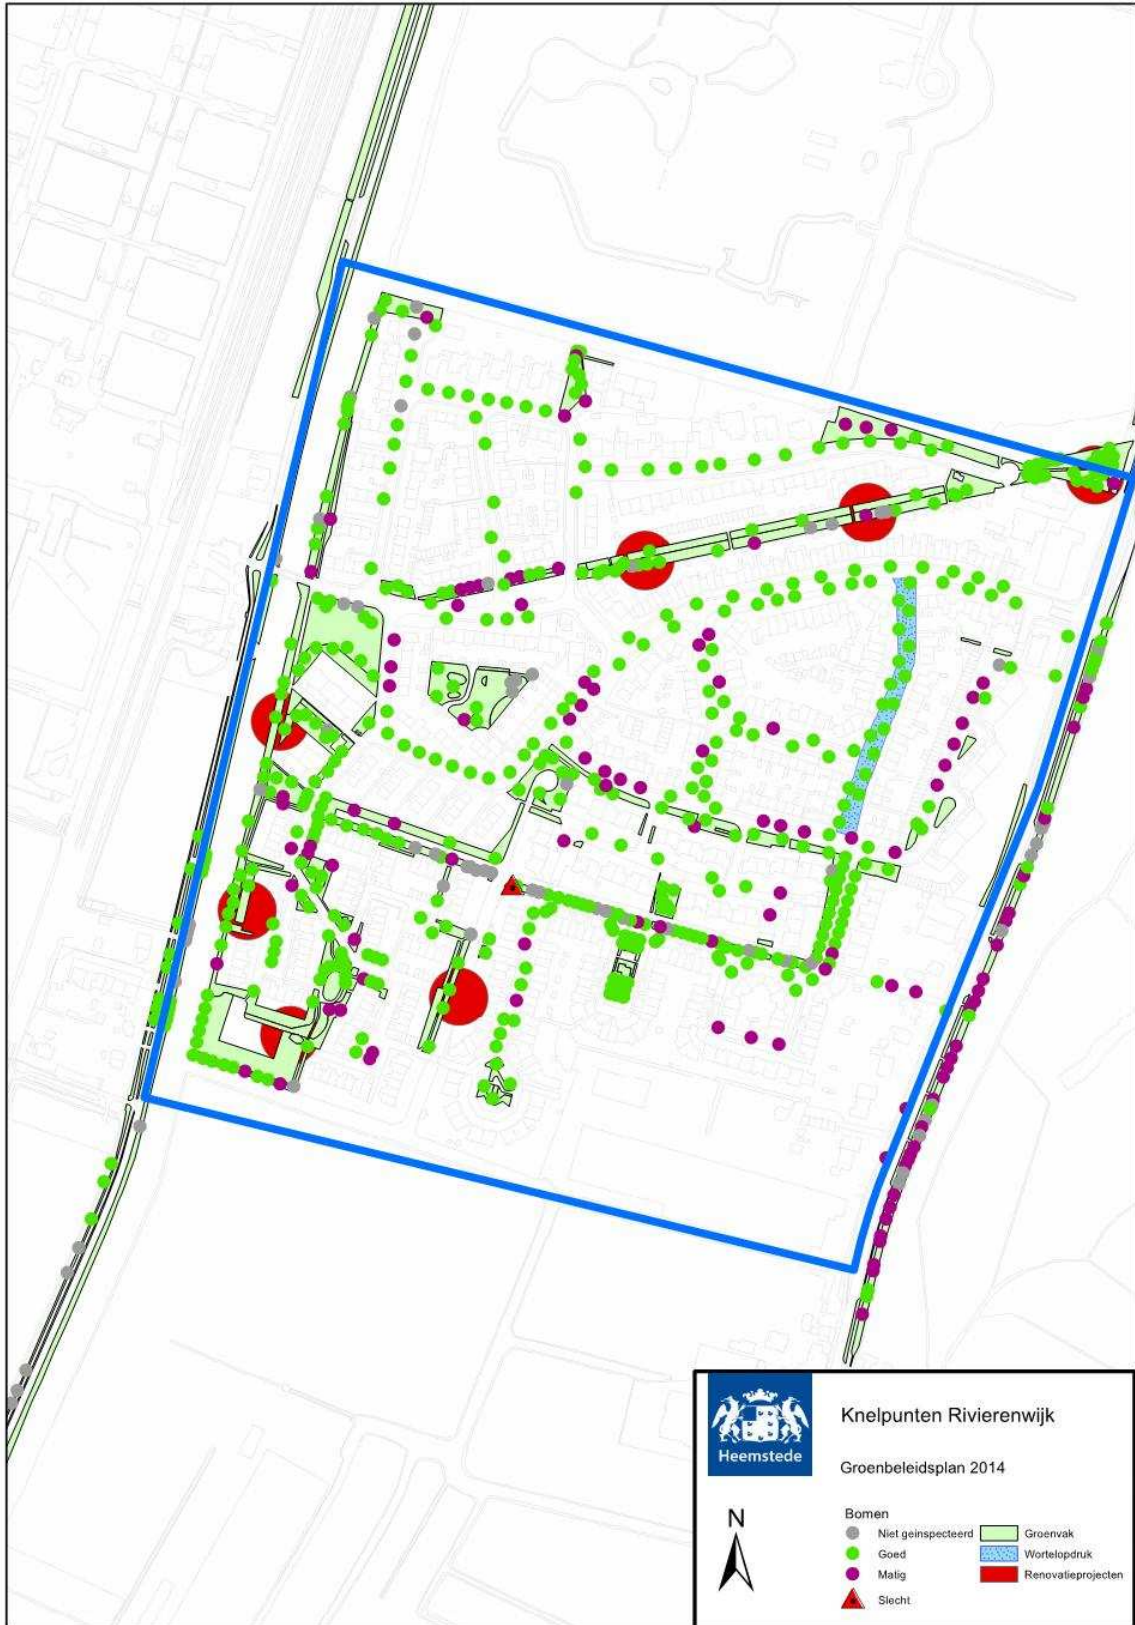 Heemstede
Knelpunten Rivierenwijk
Groenbeleidsplan 2014
N
Bomen
Niet geinspecteerd
Goed
Matig
Slecht
Groenvak
Wortelopdruk
Renovatieprojecten